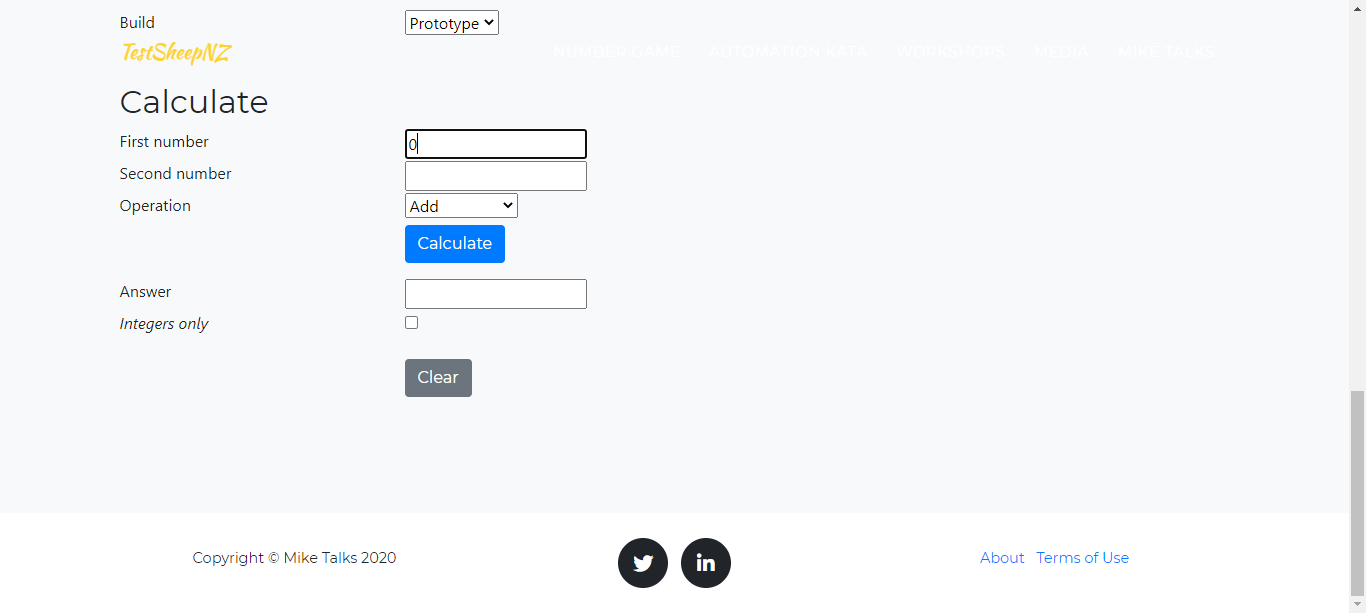 Build Prototype
TestSheepNZ NUMBER GAME AUTOMATION KATA WORKSHOPS MEDIA MIKE TALKS
Calculate
First number 0
Second number
Operation Add
Calculate
Answer
Integers only
Clear
Copyright © Mike Talks 2020 About Terms of Use